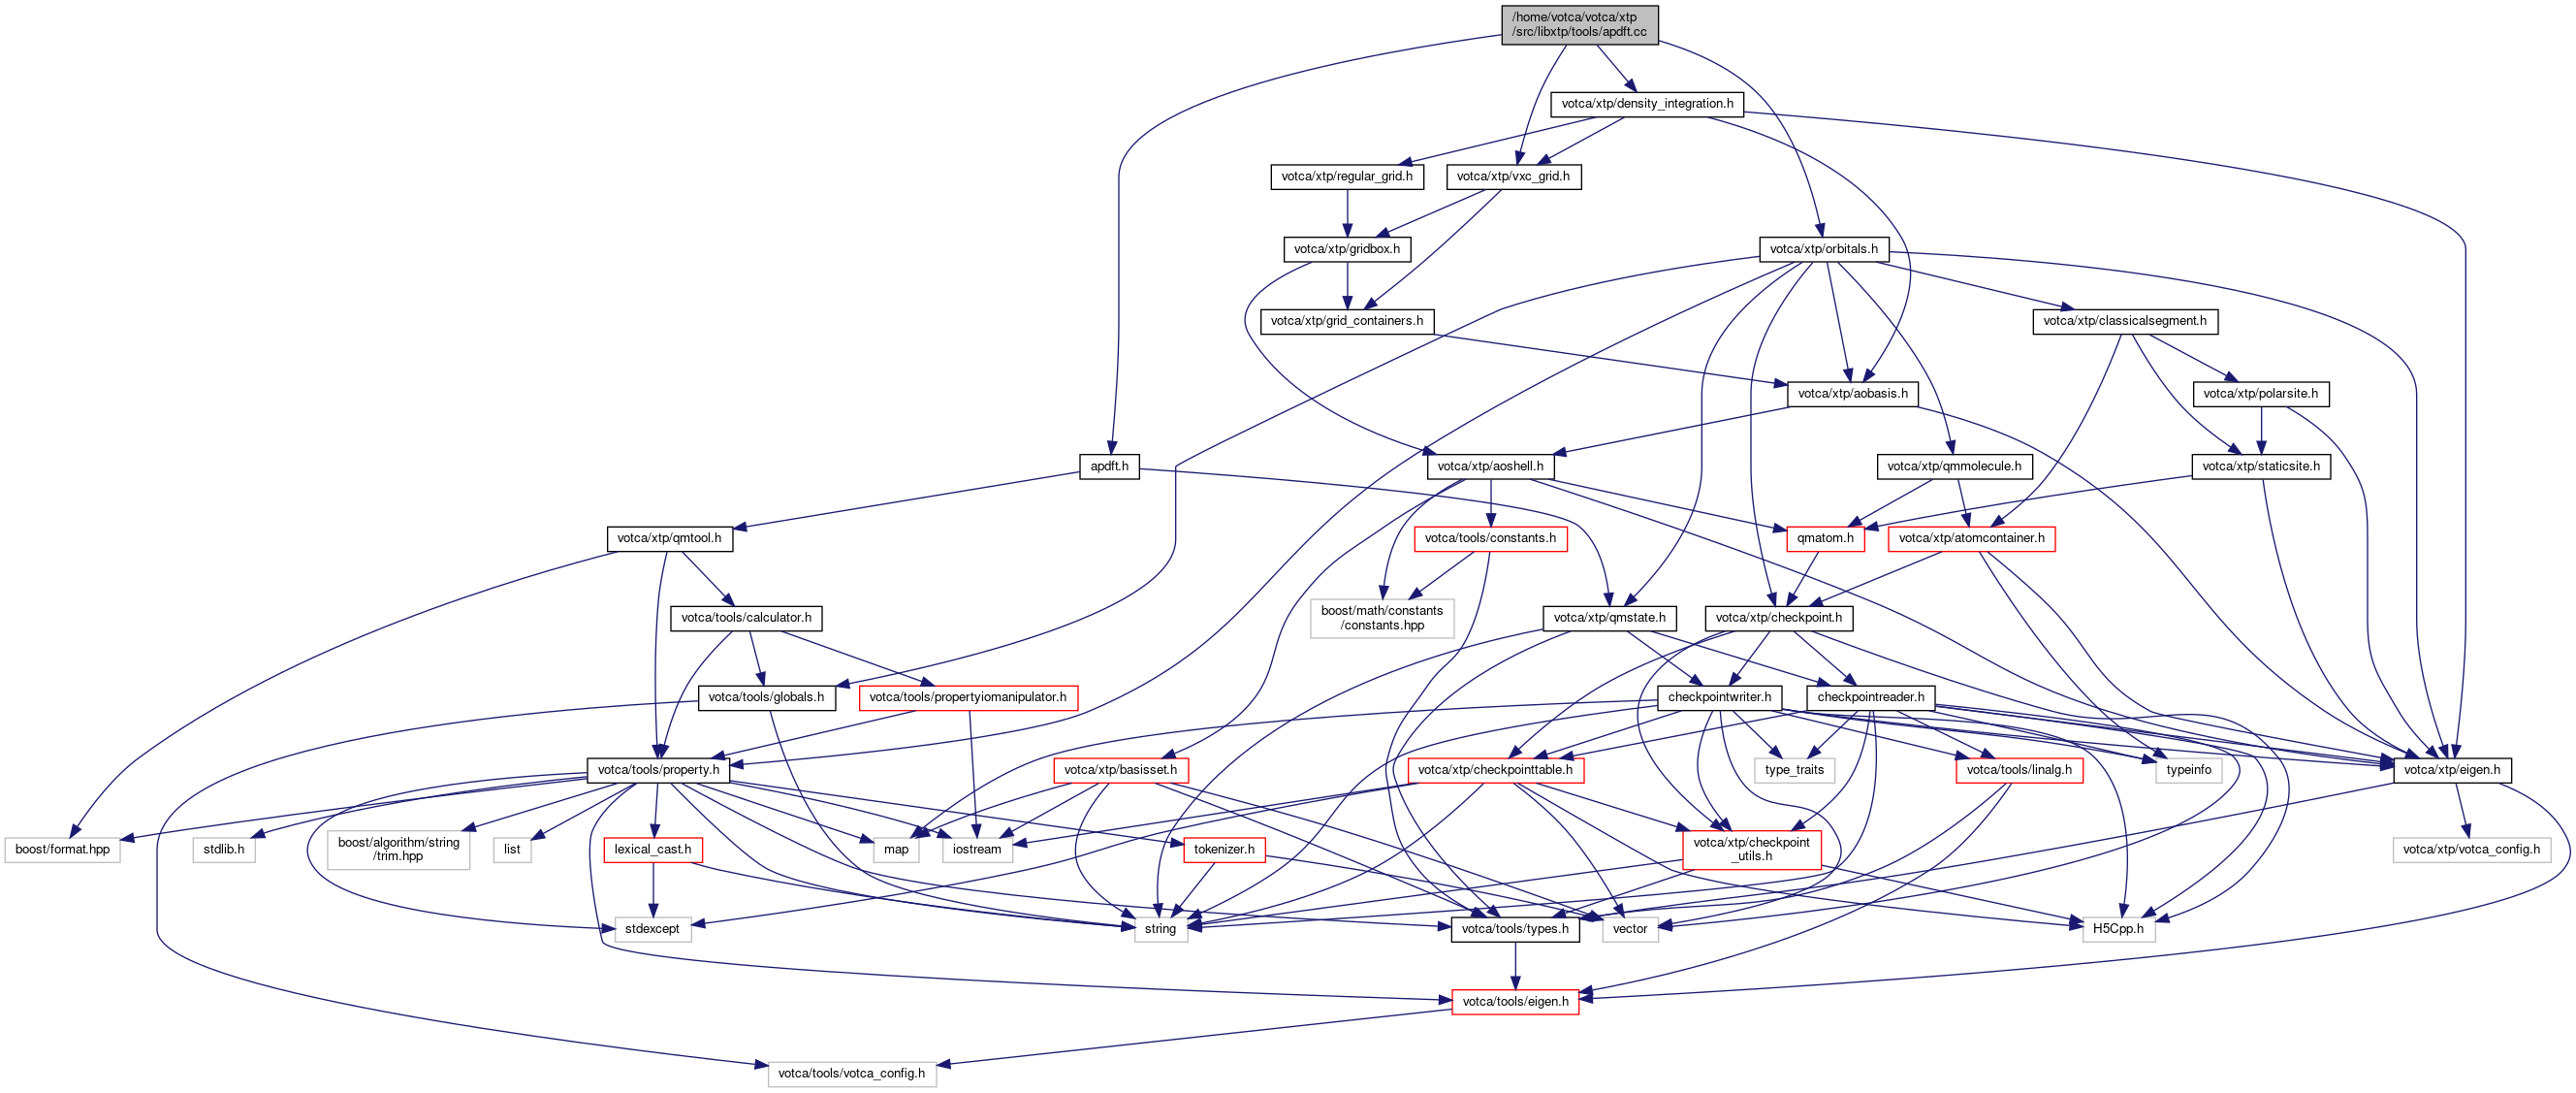 /home/votca/votca/xtp
/src/libxtp/tools/apdft.cc
votca/xtp/density_integration.h
votca/xtp/regular_grid.h
votca/xtp/vxc_grid.h
votca/xtp/gridbox.h
votca/xtp/orbitals.h
votca/xtp/grid_containers.h
votca/xtp/classicalsegment.h
votca/xtp/aobasis.h
votca/xtp/polarsite.h
apdft.h
votca/xtp/aoshell.h
votca/xtp/qmmolecule.h
votca/xtp/staticsite.h
votca/xtp/qmtool.h
votca/tools/constants.h
qmatom.h
votca/xtp/atomcontainer.h
votca/tools/calculator.h
boost/math/constants
/constants.hpp
votca/xtp/qmstate.h
votca/xtp/checkpoint.h
votca/tools/globals.h
votca/tools/propertyiomanipulator.h
checkpointwriter.h
checkpointreader.h
votca/tools/property.h
votca/xtp/basisset.h
votca/xtp/checkpointtable.h
type_traits
votca/tools/linalg.h
typeinfo
votca/xtp/eigen.h
boost/format.hpp
stdlib.h
boost/algorithm/string
/trim.hpp
list
lexical_cast.h
map
iostream
tokenizer.h
votca/xtp/checkpoint
_utils.h
votca/xtp/votca_config.h
stdexcept
string
votca/tools/types.h
vector
H5Cpp.h
votca/tools/eigen.h
votca/tools/votca_config.h